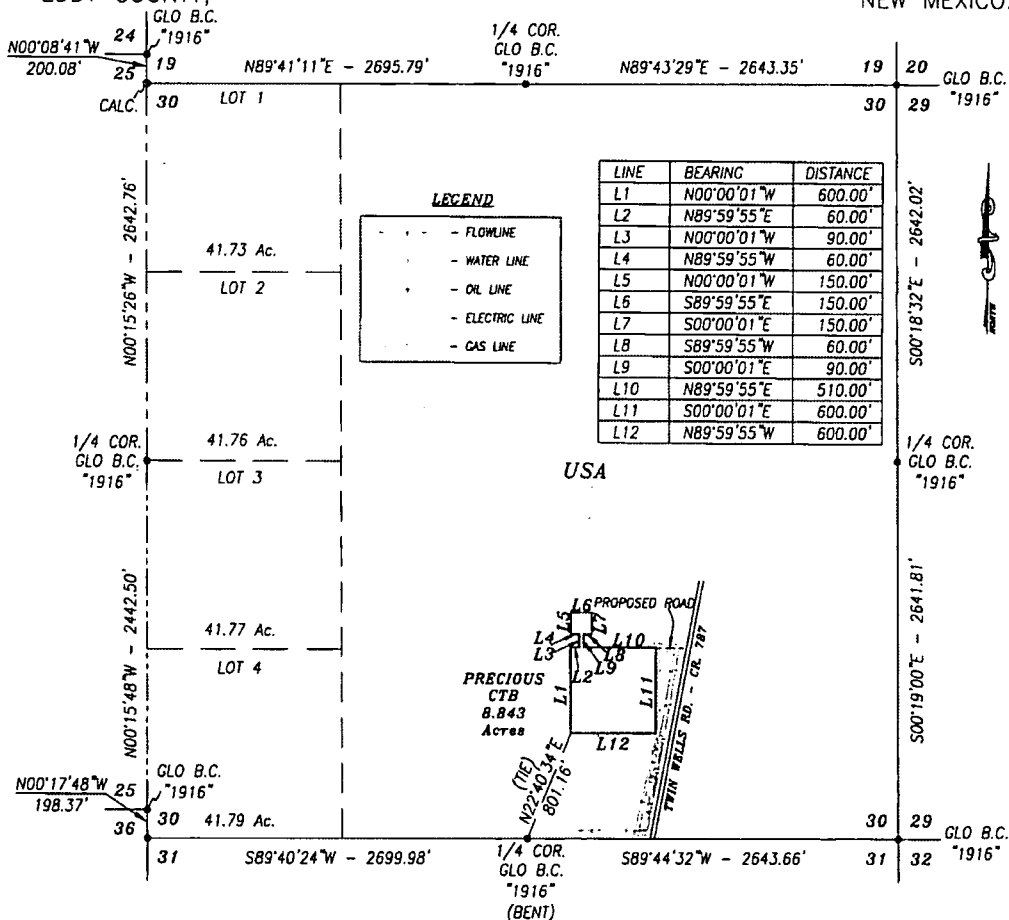 EDDY COUNTY,
NEW MEXICO.
GLO B.C.
"1916"
24
N00°08'41"W
200.08'
19
25
CALC.
30
N89°41'11"E - 2695.79'
1/4 COR.
GLO B.C.
"1916"
N89°43'29"E - 2643.35'
19
20
30
29
GLO B.C.
"1916"
LOT 1
N00°15'26"W - 2642.76'
41.73 Ac.
LOT 2
LEGEND
- FLOWLINE
- WATER LINE
- OIL LINE
- ELECTRIC LINE
- GAS LINE
LINE BEARING DISTANCE
L1 N00°00'01"W 600.00'
L2 N89°59'55"E 60.00'
L3 N00°00'01"W 90.00'
L4 N89°59'55"W 60.00'
L5 N00°00'01"W 150.00'
L6 S89°59'55"E 150.00'
L7 S00°00'01"E 150.00'
L8 S89°59'55"W 60.00'
L9 S00°00'01"E 90.00'
L10 N89°59'55"E 510.00'
L11 S00°00'01"E 600.00'
L12 N89°59'55"W 600.00'
S00°18'32"E - 2642.02'
NORTH
1/4 COR.
GLO B.C.
"1916"
41.76 Ac.
LOT 3
USA
1/4 COR.
GLO B.C.
"1916"
N00°15'48"W - 2442.50'
41.77 Ac.
LOT 4
L6
PROPOSED ROAD
L5
L7
L4
L10
L3
L8
L9
L2
PRECIOUS
CTB
8.843
Acres
L1
L11
L12
TWIN WELLS RD. - CR. 787
(TIE)
N22°40'34"E
801.16'
S00°19'00"E - 2641.81'
N00°17'48"W
198.37'
25
GLO B.C.
"1916"
30
36
41.79 Ac.
31
S89°40'24"W - 2699.98'
1/4 COR.
GLO B.C.
"1916"
(BENT)
S89°44'32"W - 2643.66'
30
29
31
32
GLO B.C.
"1916"